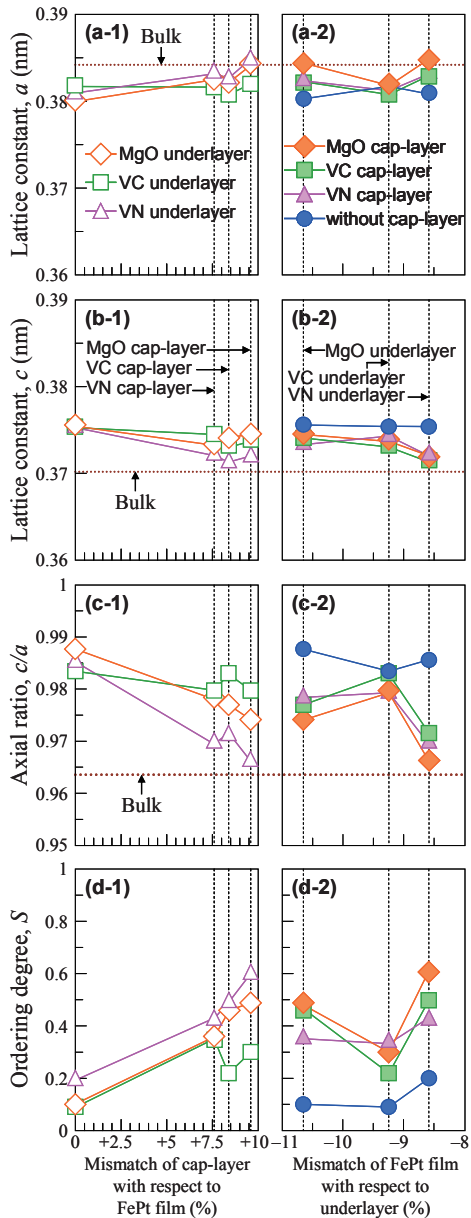 (a-1)
Bulk
(a-2)
Lattice constant, a (nm)
0.39
0.38
0.37
0.36
MgO underlayer
VC underlayer
VN underlayer
MgO cap-layer
VC cap-layer
VN cap-layer
without cap-layer
(b-1)
(b-2)
Lattice constant, c (nm)
0.39
0.38
0.37
0.36
MgO cap-layer
VC cap-layer
VN cap-layer
MgO underlayer
VC underlayer
VN underlayer
Bulk
(c-1)
(c-2)
Axial ratio, c/a
1
0.99
0.98
0.97
0.96
0.95
Bulk
(d-1)
(d-2)
Ordering degree, S
1
0.8
0.6
0.4
0.2
0
0 +2.5 +5 +7.5 +10
-11 -10 -9 -8
Mismatch of cap-layer
with respect to
FePt film (%)
Mismatch of FePt film
with respect to
underlayer (%)